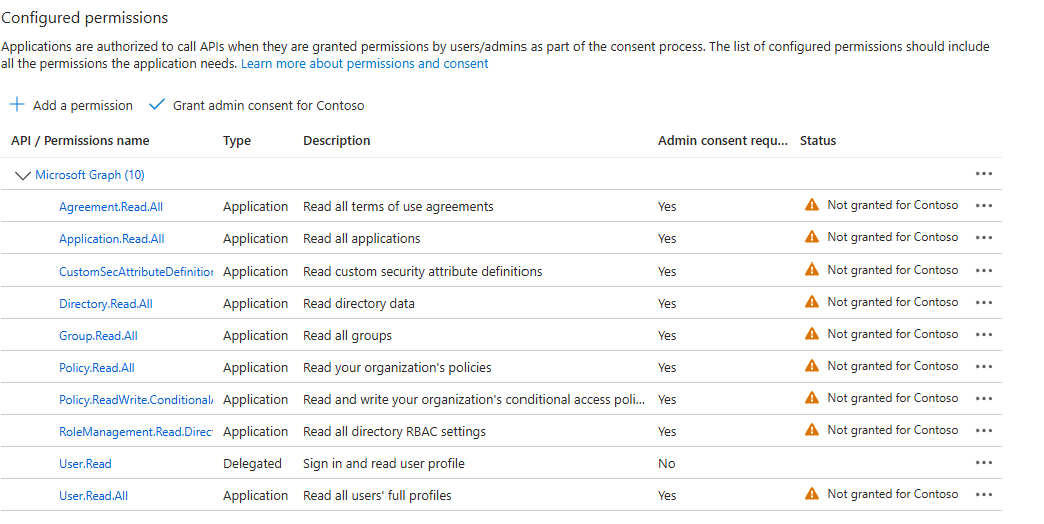 Configured permissions
Applications are authorized to call APIs when they are granted permissions by users/admins as part of the consent process. The list of configured permissions should include
all the permissions the application needs. Learn more about permissions and consent
Add a permission Grant admin consent for Contoso
API / Permissions name Type Description Admin consent requ... Status
Microsoft Graph (10)
Agreement.Read.All Application Read all terms of use agreements Yes Not granted for Contoso
Application.Read.All Application Read all applications Yes Not granted for Contoso
CustomSecAttributeDefinition Application Read custom security attribute definitions Yes Not granted for Contoso
Directory.Read.All Application Read directory data Yes Not granted for Contoso
Group.Read.All Application Read all groups Yes Not granted for Contoso
Policy.Read.All Application Read your organization's policies Yes Not granted for Contoso
Policy.ReadWrite.Conditional Application Read and write your organization's conditional access poli... Yes Not granted for Contoso
RoleManagement.Read.Direc Application Read all directory RBAC settings Yes Not granted for Contoso
User.Read Delegated Sign in and read user profile No
User.Read.All Application Read all users' full profiles Yes Not granted for Contoso